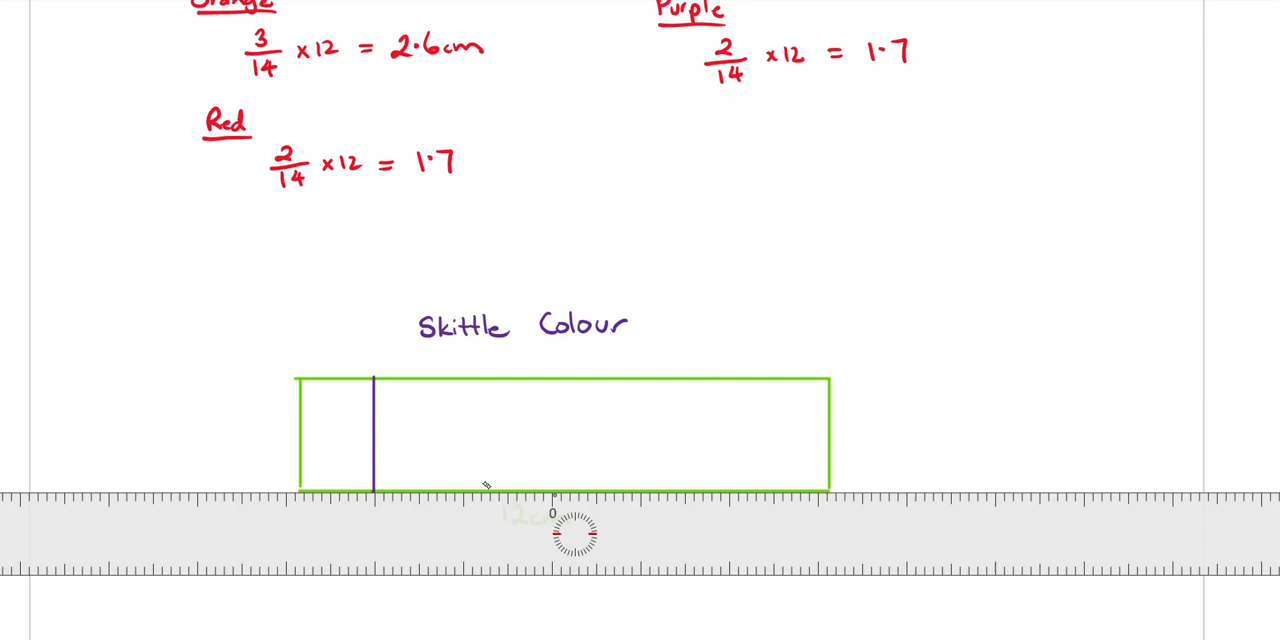 Orange
3/14 × 12 = 2.6cm
Purple
2/14 × 12 = 1.7
Red
2/14 × 12 = 1.7
Skittle Colour
12cm
0